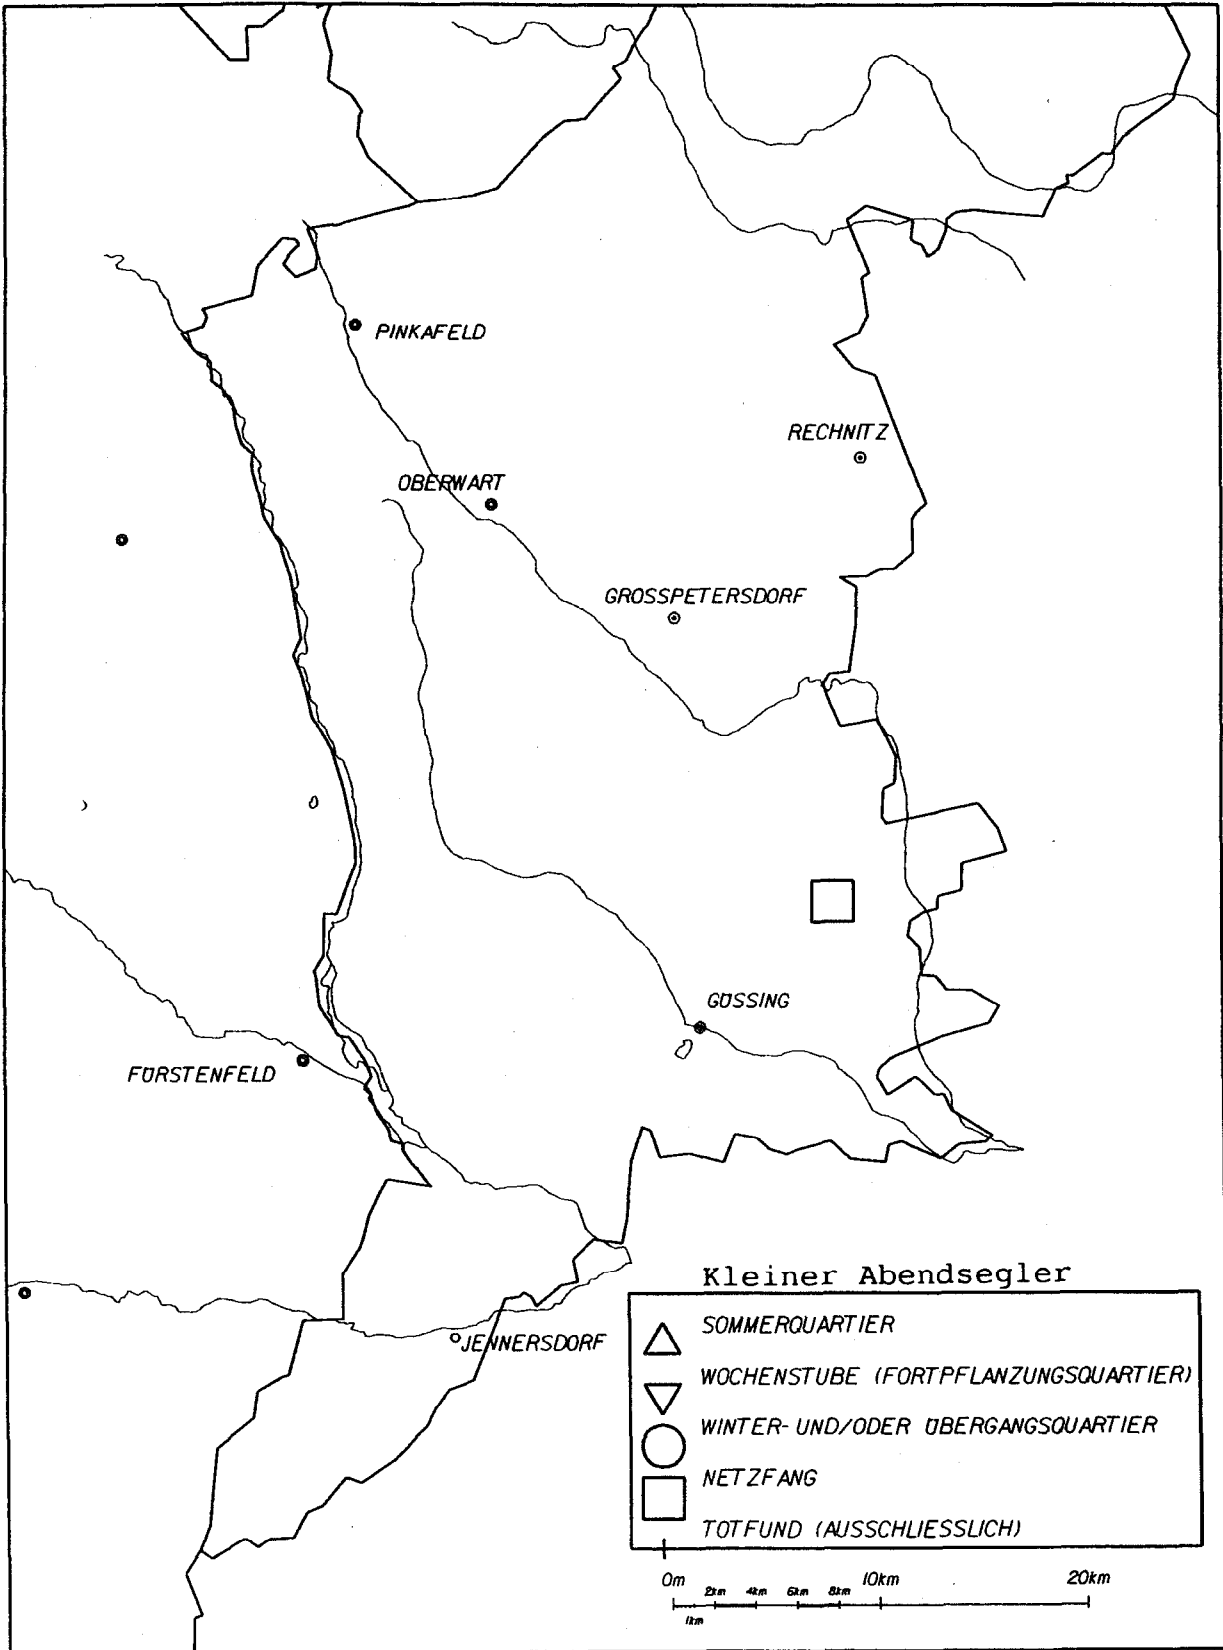 PINKAFELD
RECHNITZ
OBERWART
GROSSPETERSDORF
GÜSSING
FÜRSTENFELD
JENNERSDORF
Kleiner Abendsegler
SOMMERQUARTIER
WOCHENSTUBE (FORTPFLANZUNGSQUARTIER)
WINTER- UND/ODER ÜBERGANGSQUARTIER
NETZFANG
TOTFUND (AUSSCHLIESSLICH)
0m 2km 4km 6km 8km 10km 20km
1km